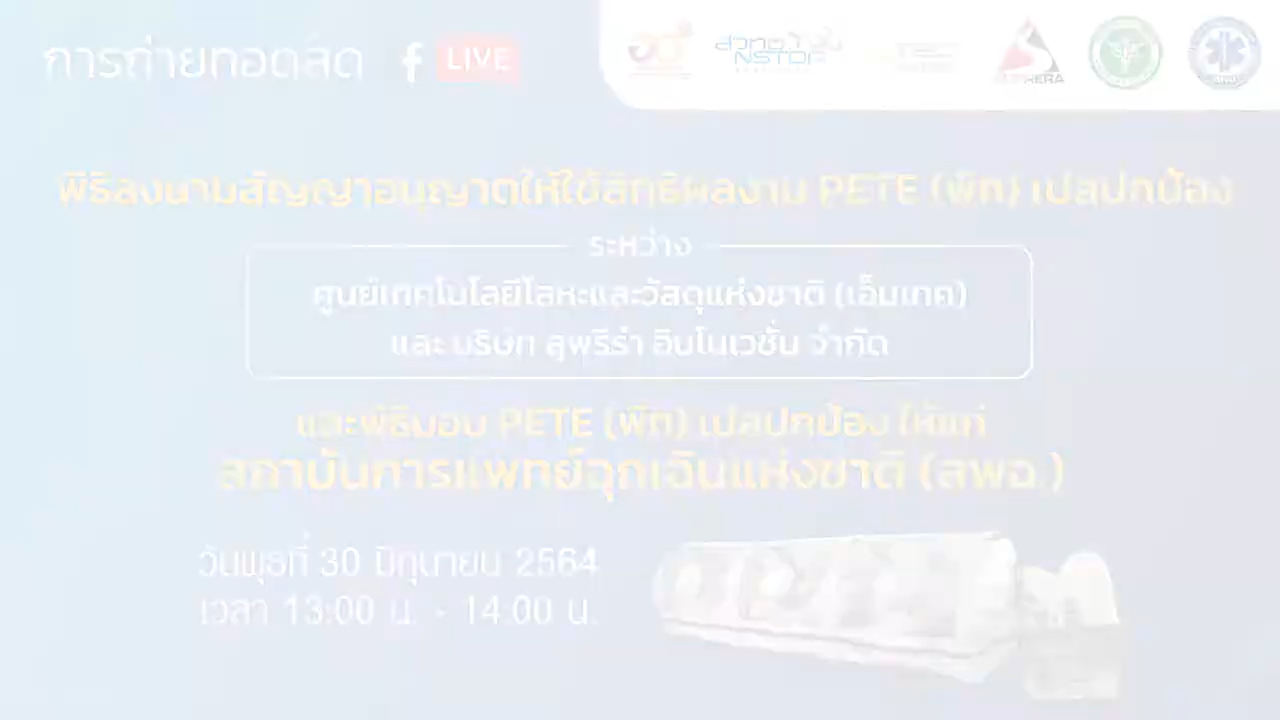 การถ่ายทอดสด f LIVE
สวทช
NSTDA
พิธีลงนามสัญญาอนุญาตให้ใช้สิทธิผลงาน PETE (พีท) เปลปกป้อง
ระหว่าง
ศูนย์เทคโนโลยีโลหะและวัสดุแห่งชาติ (เอ็มเทค)
และ บริษัท สุพรีร่า อินโนเวชั่น จำกัด
และพิธีมอบ PETE (พีท) เปลปกป้อง ให้แก่
สถาบันการแพทย์ฉุกเฉินแห่งชาติ (สพฉ.)
วันพุธที่ 30 มิถุนายน 2564
เวลา 13:00 น. - 14:00 น.